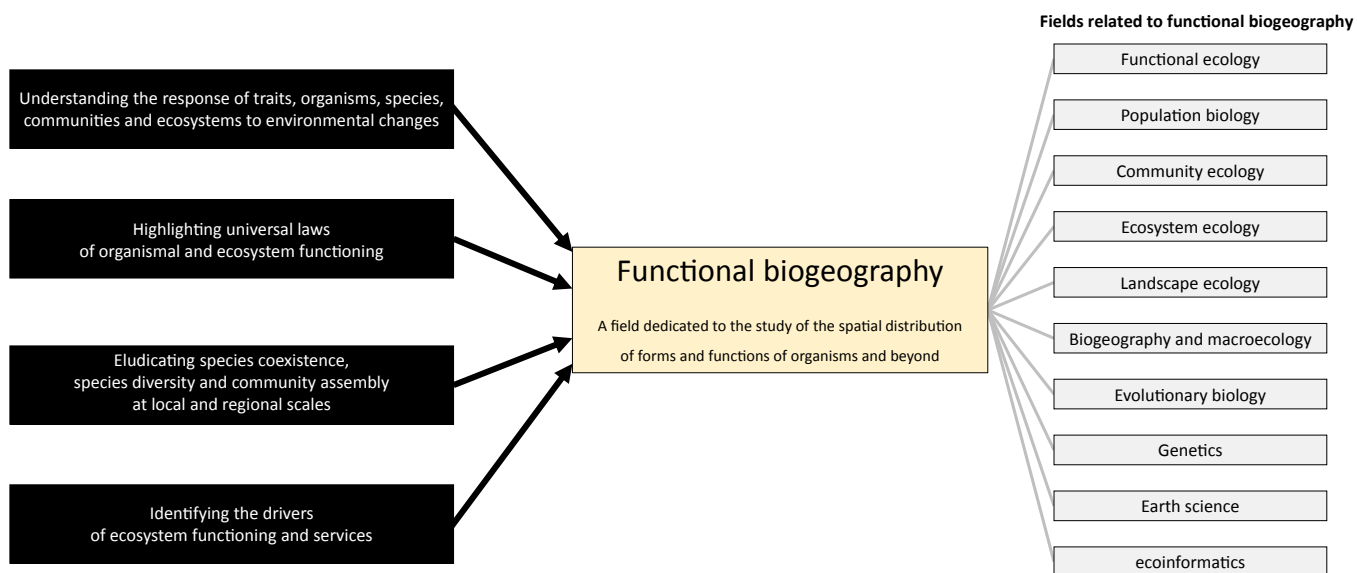 Understanding the response of traits, organisms, species,
communities and ecosystems to environmental changes
Highlighting universal laws
of organismal and ecosystem functioning
Eludicating species coexistence,
species diversity and community assembly
at local and regional scales
Identifying the drivers
of ecosystem functioning and services
Functional biogeography
A field dedicated to the study of the spatial distribution
of forms and functions of organisms and beyond
Fields related to functional biogeography
Functional ecology
Population biology
Community ecology
Ecosystem ecology
Landscape ecology
Biogeography and macroecology
Evolutionary biology
Genetics
Earth science
ecoinformatics